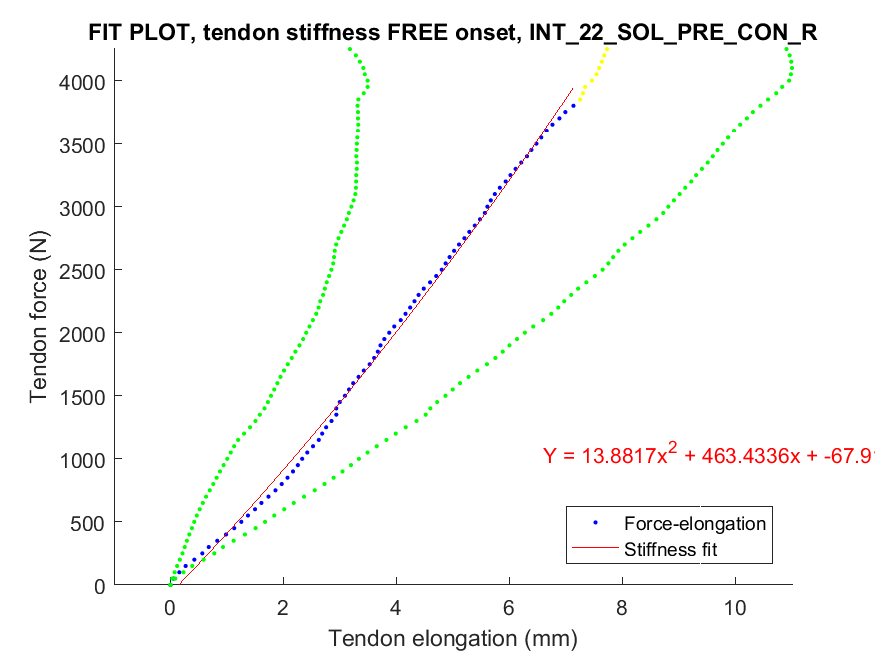 FIT PLOT, tendon stiffness FREE onset, INT_22_SOL_PRE_CON_R
4000
3500
3000
2500
2000
1500
1000
500
0
Tendon force (N)
Y = 13.8817x² + 463.4336x + -67.9
Force-elongation
Stiffness fit
0 2 4 6 8 10
Tendon elongation (mm)